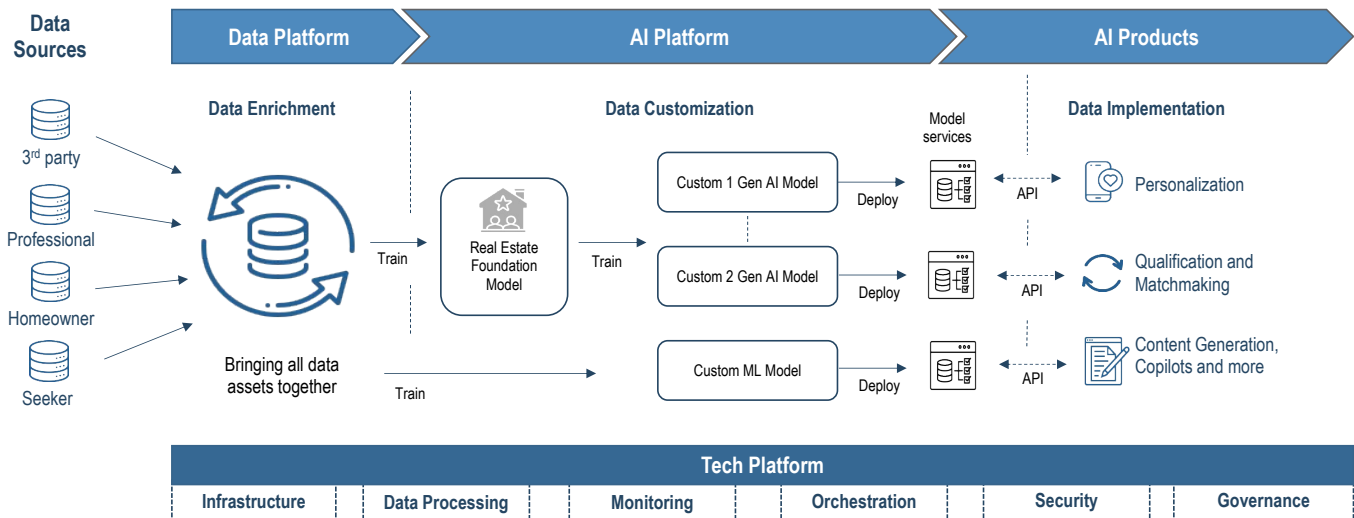 Data
Sources
Data Platform
AI Platform
AI Products
Data Enrichment
Data Customization
Model
services
Data Implementation
3rd party
Professional
Homeowner
Seeker
Bringing all data
assets together
Train
Train
Real Estate
Foundation
Model
Train
Custom 1 Gen AI Model
Custom 2 Gen AI Model
Custom ML Model
Deploy
Deploy
Deploy
API
API
API
Personalization
Qualification and
Matchmaking
Content Generation,
Copilots and more
Tech Platform
Infrastructure
Data Processing
Monitoring
Orchestration
Security
Governance